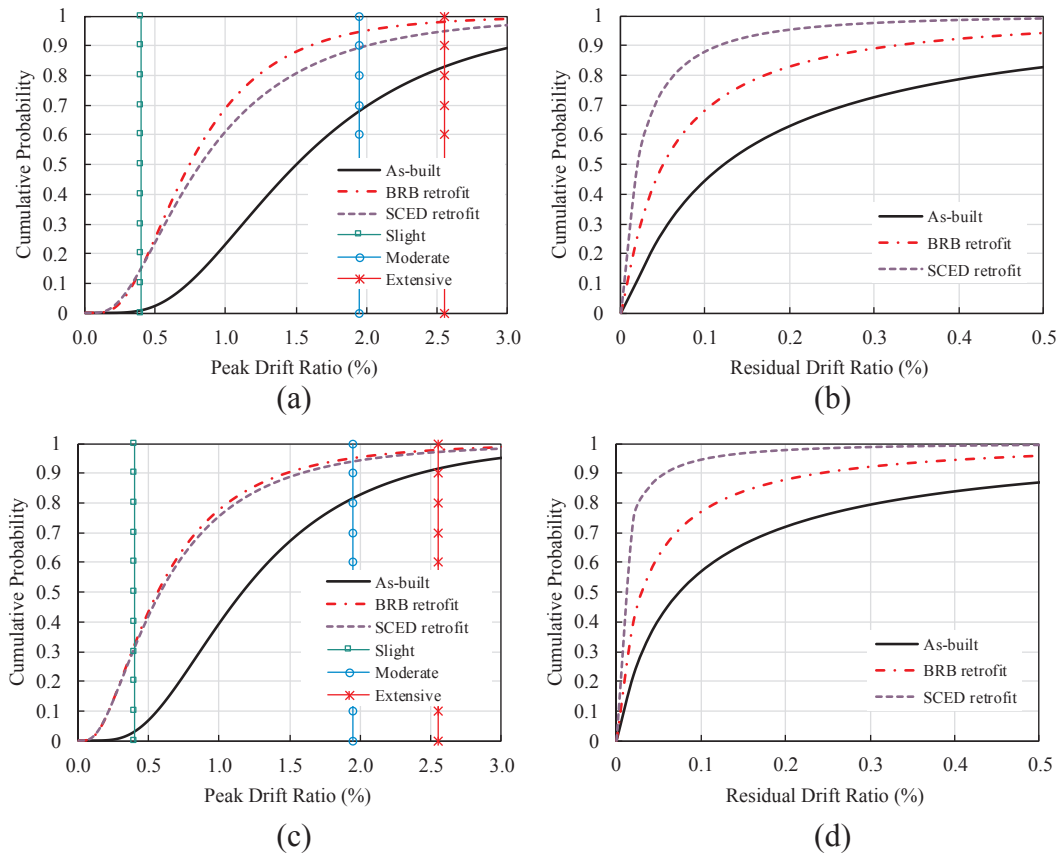 1
0.9
0.8
0.7
0.6
0.5
0.4
0.3
0.2
0.1
0
Cumulative Probability
As-built
BRB retrofit
SCED retrofit
Slight
Moderate
Extensive
0.0 0.5 1.0 1.5 2.0 2.5 3.0
Peak Drift Ratio (%)
(a)
1
0.9
0.8
0.7
0.6
0.5
0.4
0.3
0.2
0.1
0
Cumulative Probability
As-built
BRB retrofit
SCED retrofit
0 0.1 0.2 0.3 0.4 0.5
Residual Drift Ratio (%)
(b)
1
0.9
0.8
0.7
0.6
0.5
0.4
0.3
0.2
0.1
0
Cumulative Probability
As-built
BRB retrofit
SCED retrofit
Slight
Moderate
Extensive
0.0 0.5 1.0 1.5 2.0 2.5 3.0
Peak Drift Ratio (%)
(c)
1
0.9
0.8
0.7
0.6
0.5
0.4
0.3
0.2
0.1
0
Cumulative Probability
As-built
BRB retrofit
SCED retrofit
0 0.1 0.2 0.3 0.4 0.5
Residual Drift Ratio (%)
(d)